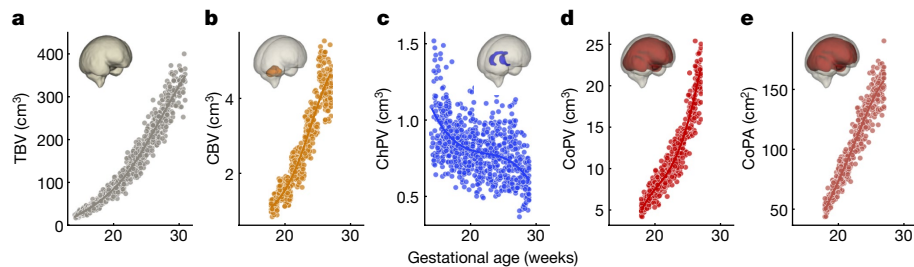 a
TBV (cm³)
400
300
200
100
0
20
30
b
CBV (cm³)
4
2
20
30
c
ChPV (cm³)
1.5
1.0
0.5
20
30
d
CoPV (cm³)
25
20
15
10
5
20
30
e
CoPA (cm²)
150
100
50
20
30
Gestational age (weeks)